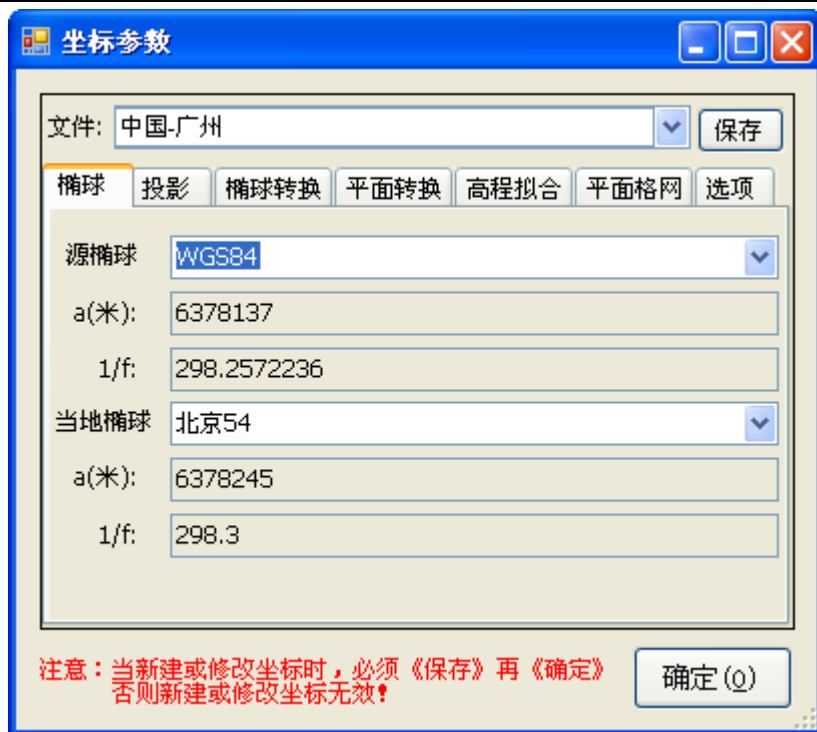 坐标参数
文件: 中国-广州 保存
椭球 投影 椭球转换 平面转换 高程拟合 平面格网 选项
源椭球 WGS84
a(米): 6378137
1/f: 298.2572236
当地椭球 北京54
a(米): 6378245
1/f: 298.3
注意：当新建或修改坐标时，必须《保存》再《确定》
否则新建或修改坐标无效！
确定(O)